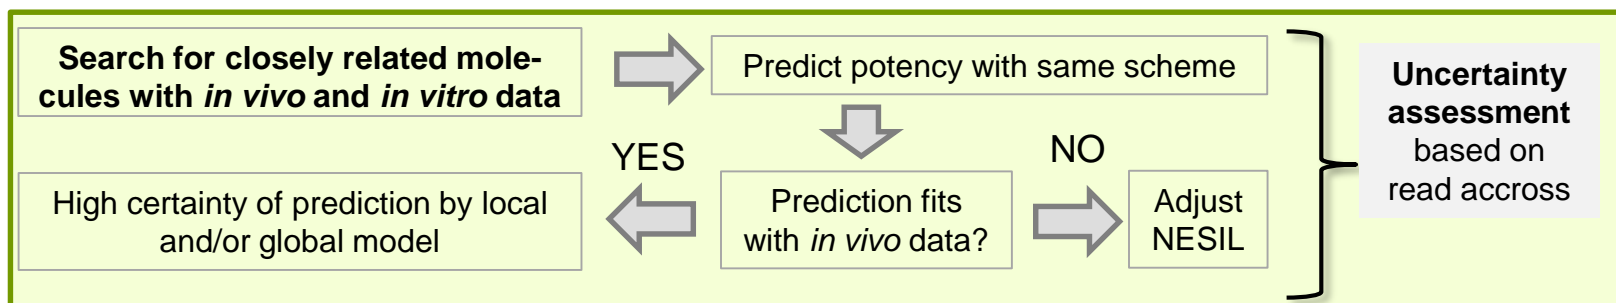 Search for closely related mole-
cules with in vivo and in vitro data
Predict potency with same scheme
YES
NO
High certainty of prediction by local
and/or global model
Prediction fits
with in vivo data?
Adjust
NESIL
Uncertainty
assessment
based on
read accross